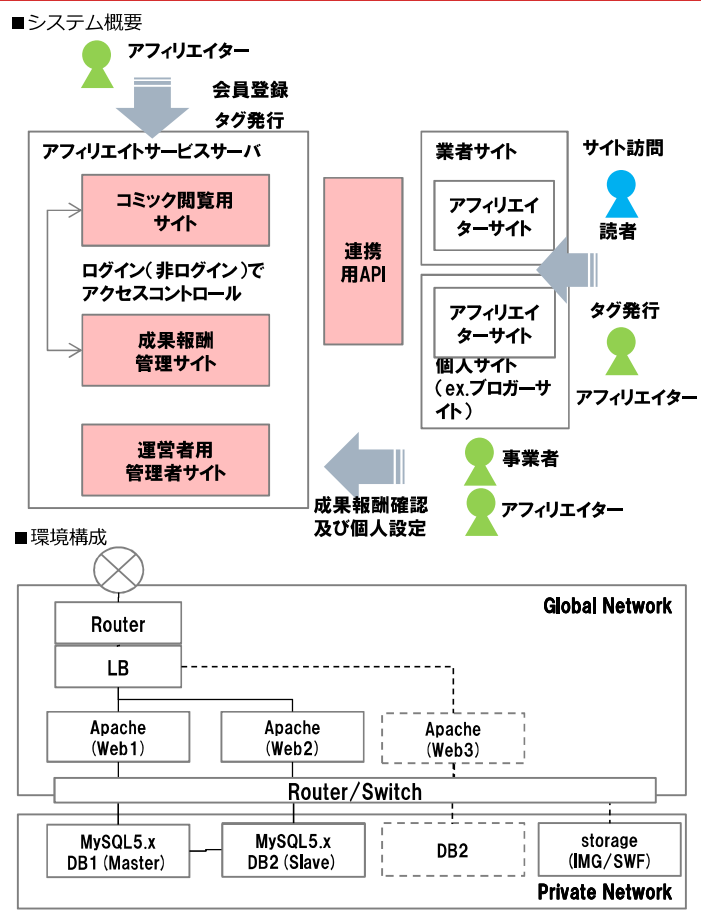 ■システム概要
アフィリエイター
会員登録
タグ発行
アフィリエイトサービスサーバ
コミック閲覧用
サイト
ログイン(非ログイン)で
アクセスコントロール
成果報酬
管理サイト
運営者用
管理者サイト
連携
用API
業者サイト
アフィリエイ
ターサイト
アフィリエイ
ターサイト
個人サイト
(ex.ブロガーサ
イト)
サイト訪問
読者
タグ発行
アフィリエイター
事業者
アフィリエイター
成果報酬確認
及び個人設定
■環境構成
Global Network
Router
LB
Apache
(Web1)
Apache
(Web2)
Apache
(Web3)
Router/Switch
MySQL5.x
DB1(Master)
MySQL5.x
DB2(Slave)
DB2
storage
(IMG/SWF)
Private Network